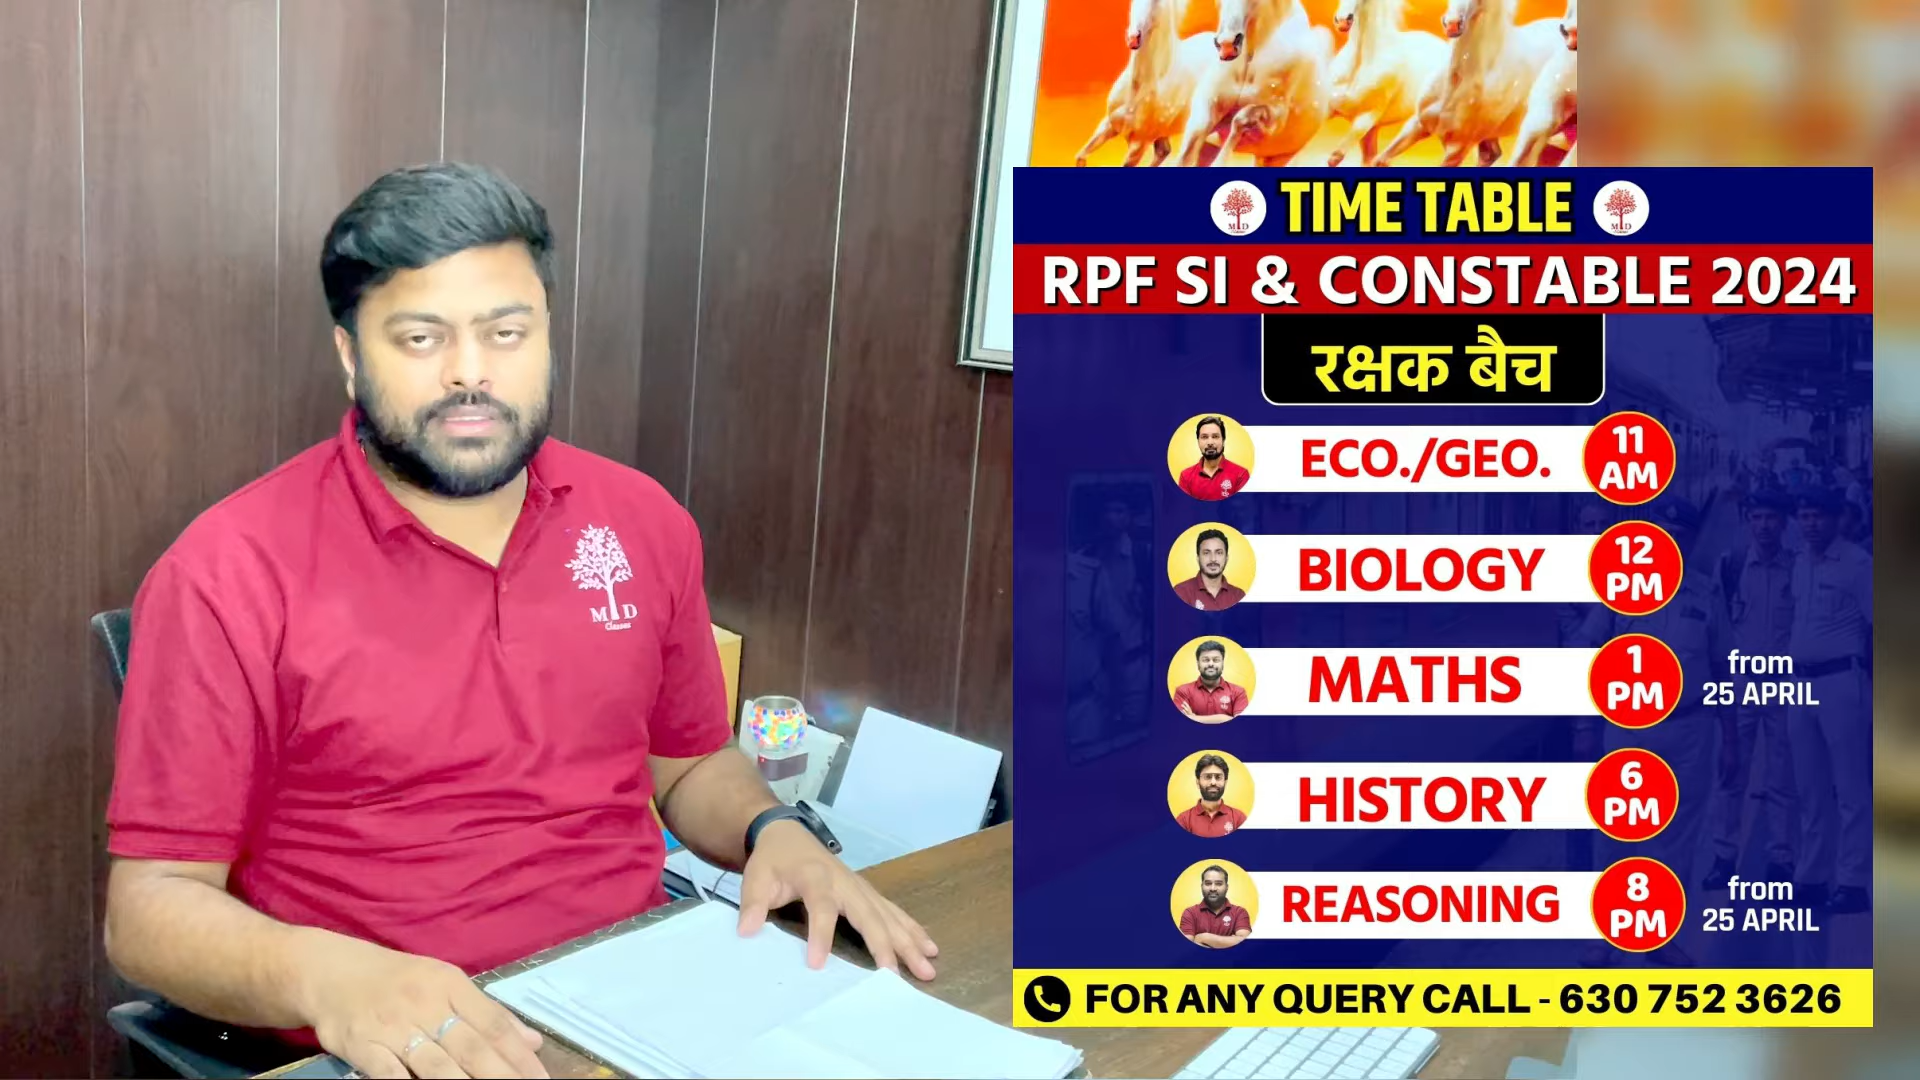 M D
Classes
TIME TABLE
RPF SI & CONSTABLE 2024
रक्षक बैच
ECO./GEO.
11
AM
BIOLOGY
12
PM
MATHS
1
PM
from
25 APRIL
HISTORY
6
PM
REASONING
8
PM
from
25 APRIL
FOR ANY QUERY CALL - 630 752 3626